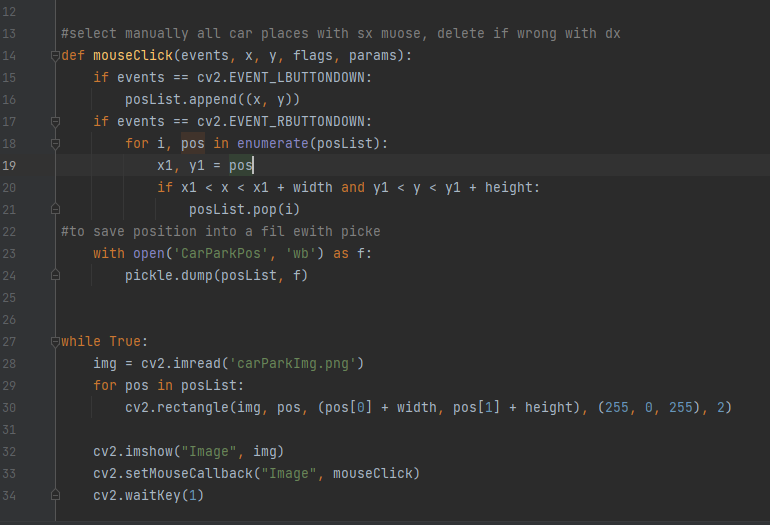 12
13 #select manually all car places with sx muose, delete if wrong with dx
14 def mouseClick(events, x, y, flags, params):
15     if events == cv2.EVENT_LBUTTONDOWN:
16         posList.append((x, y))
17     if events == cv2.EVENT_RBUTTONDOWN:
18         for i, pos in enumerate(posList):
19             x1, y1 = pos
20             if x1 < x < x1 + width and y1 < y < y1 + height:
21                 posList.pop(i)
22 #to save position into a fil ewith picke
23     with open('CarParkPos', 'wb') as f:
24         pickle.dump(posList, f)
25
26
27 while True:
28     img = cv2.imread('carParkImg.png')
29     for pos in posList:
30         cv2.rectangle(img, pos, (pos[0] + width, pos[1] + height), (255, 0, 255), 2)
31
32     cv2.imshow("Image", img)
33     cv2.setMouseCallback("Image", mouseClick)
34     cv2.waitKey(1)